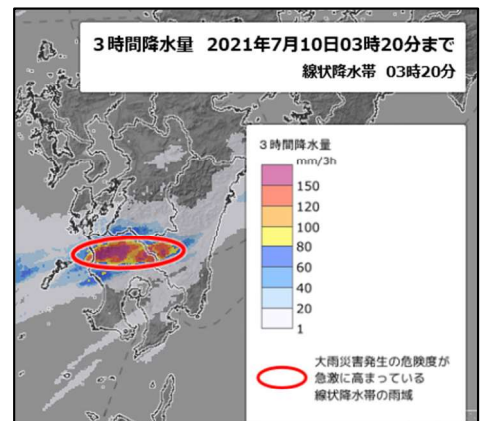 3時間降水量 2021年7月10日03時20分まで
線状降水帯 03時20分
3時間降水量
mm/3h
150
120
100
80
60
40
20
1
大雨災害発生の危険度が
急激に高まっている
線状降水帯の雨域